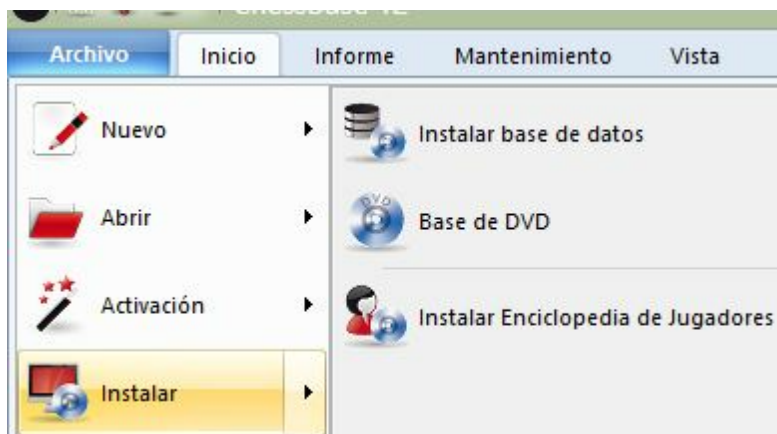 Archivo Inicio Informe Mantenimiento Vista
Nuevo
Abrir
Activación
Instalar
Instalar base de datos
DVD
Base de DVD
Instalar Enciclopedia de Jugadores